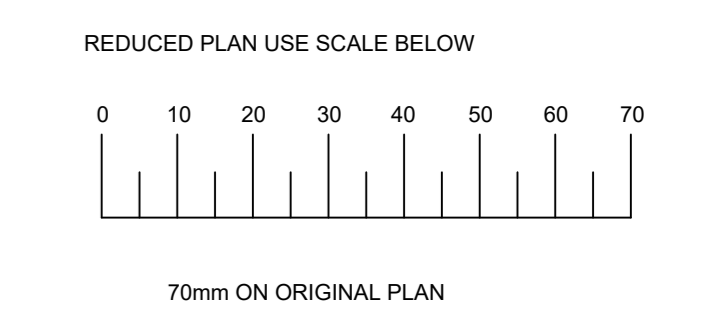 REDUCED PLAN USE SCALE BELOW
0 10 20 30 40 50 60 70
70mm ON ORIGINAL PLAN